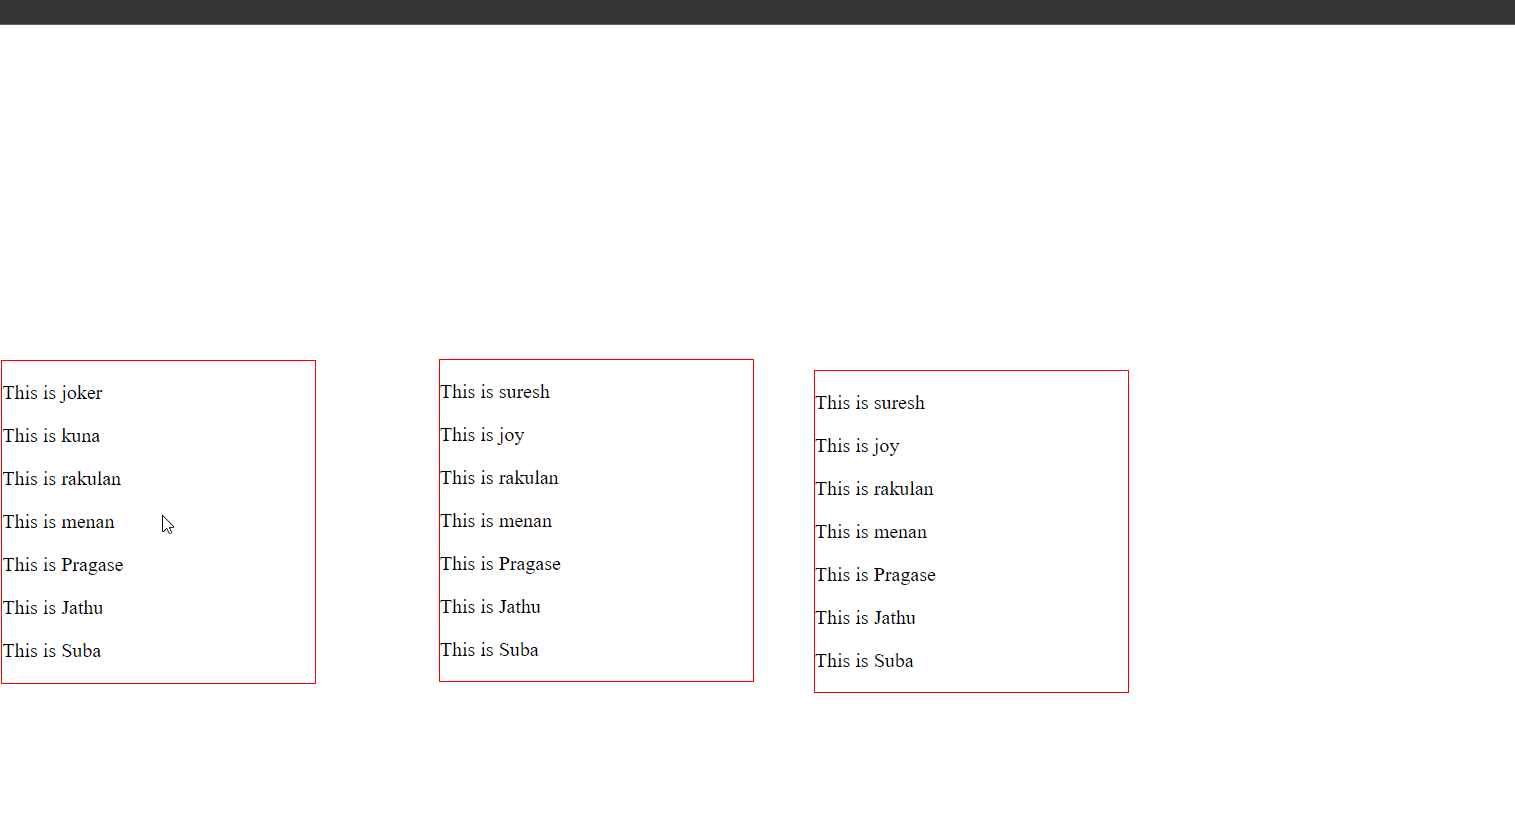 This is joker
This is kuna
This is rakulan
This is menan
This is Pragase
This is Jathu
This is Suba
This is suresh
This is joy
This is rakulan
This is menan
This is Pragase
This is Jathu
This is Suba
This is suresh
This is joy
This is rakulan
This is menan
This is Pragase
This is Jathu
This is Suba